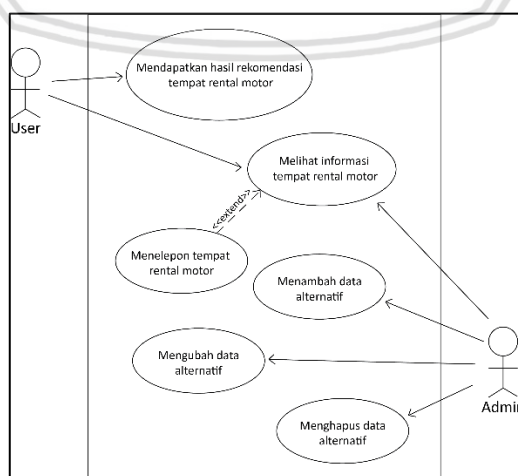 Mendapatkan hasil rekomendasi
tempat rental motor
User
Melihat informasi
tempat rental motor
<<extend>>
Menelepon tempat
rental motor
Menambah data
alternatif
Mengubah data
alternatif
Admin
Menghapus data
alternatif